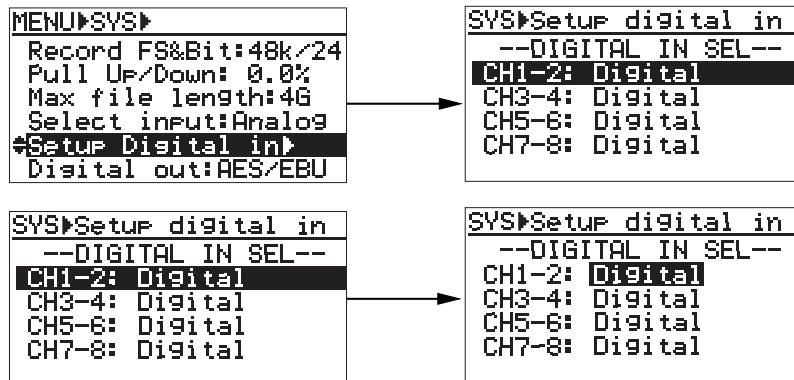 MENU▶SYS▶
Record FS&Bit:48k/24
Pull Up/Down: 0.0%
Max file length:4G
Select input:Analog
Setup Digital in▶
Digital out:AES/EBU
SYS▶Setup digital in
--DIGITAL IN SEL--
CH1-2: Digital
CH3-4: Digital
CH5-6: Digital
CH7-8: Digital
SYS▶Setup digital in
--DIGITAL IN SEL--
CH1-2: Digital
CH3-4: Digital
CH5-6: Digital
CH7-8: Digital
SYS▶Setup digital in
--DIGITAL IN SEL--
CH1-2: Digital
CH3-4: Digital
CH5-6: Digital
CH7-8: Digital